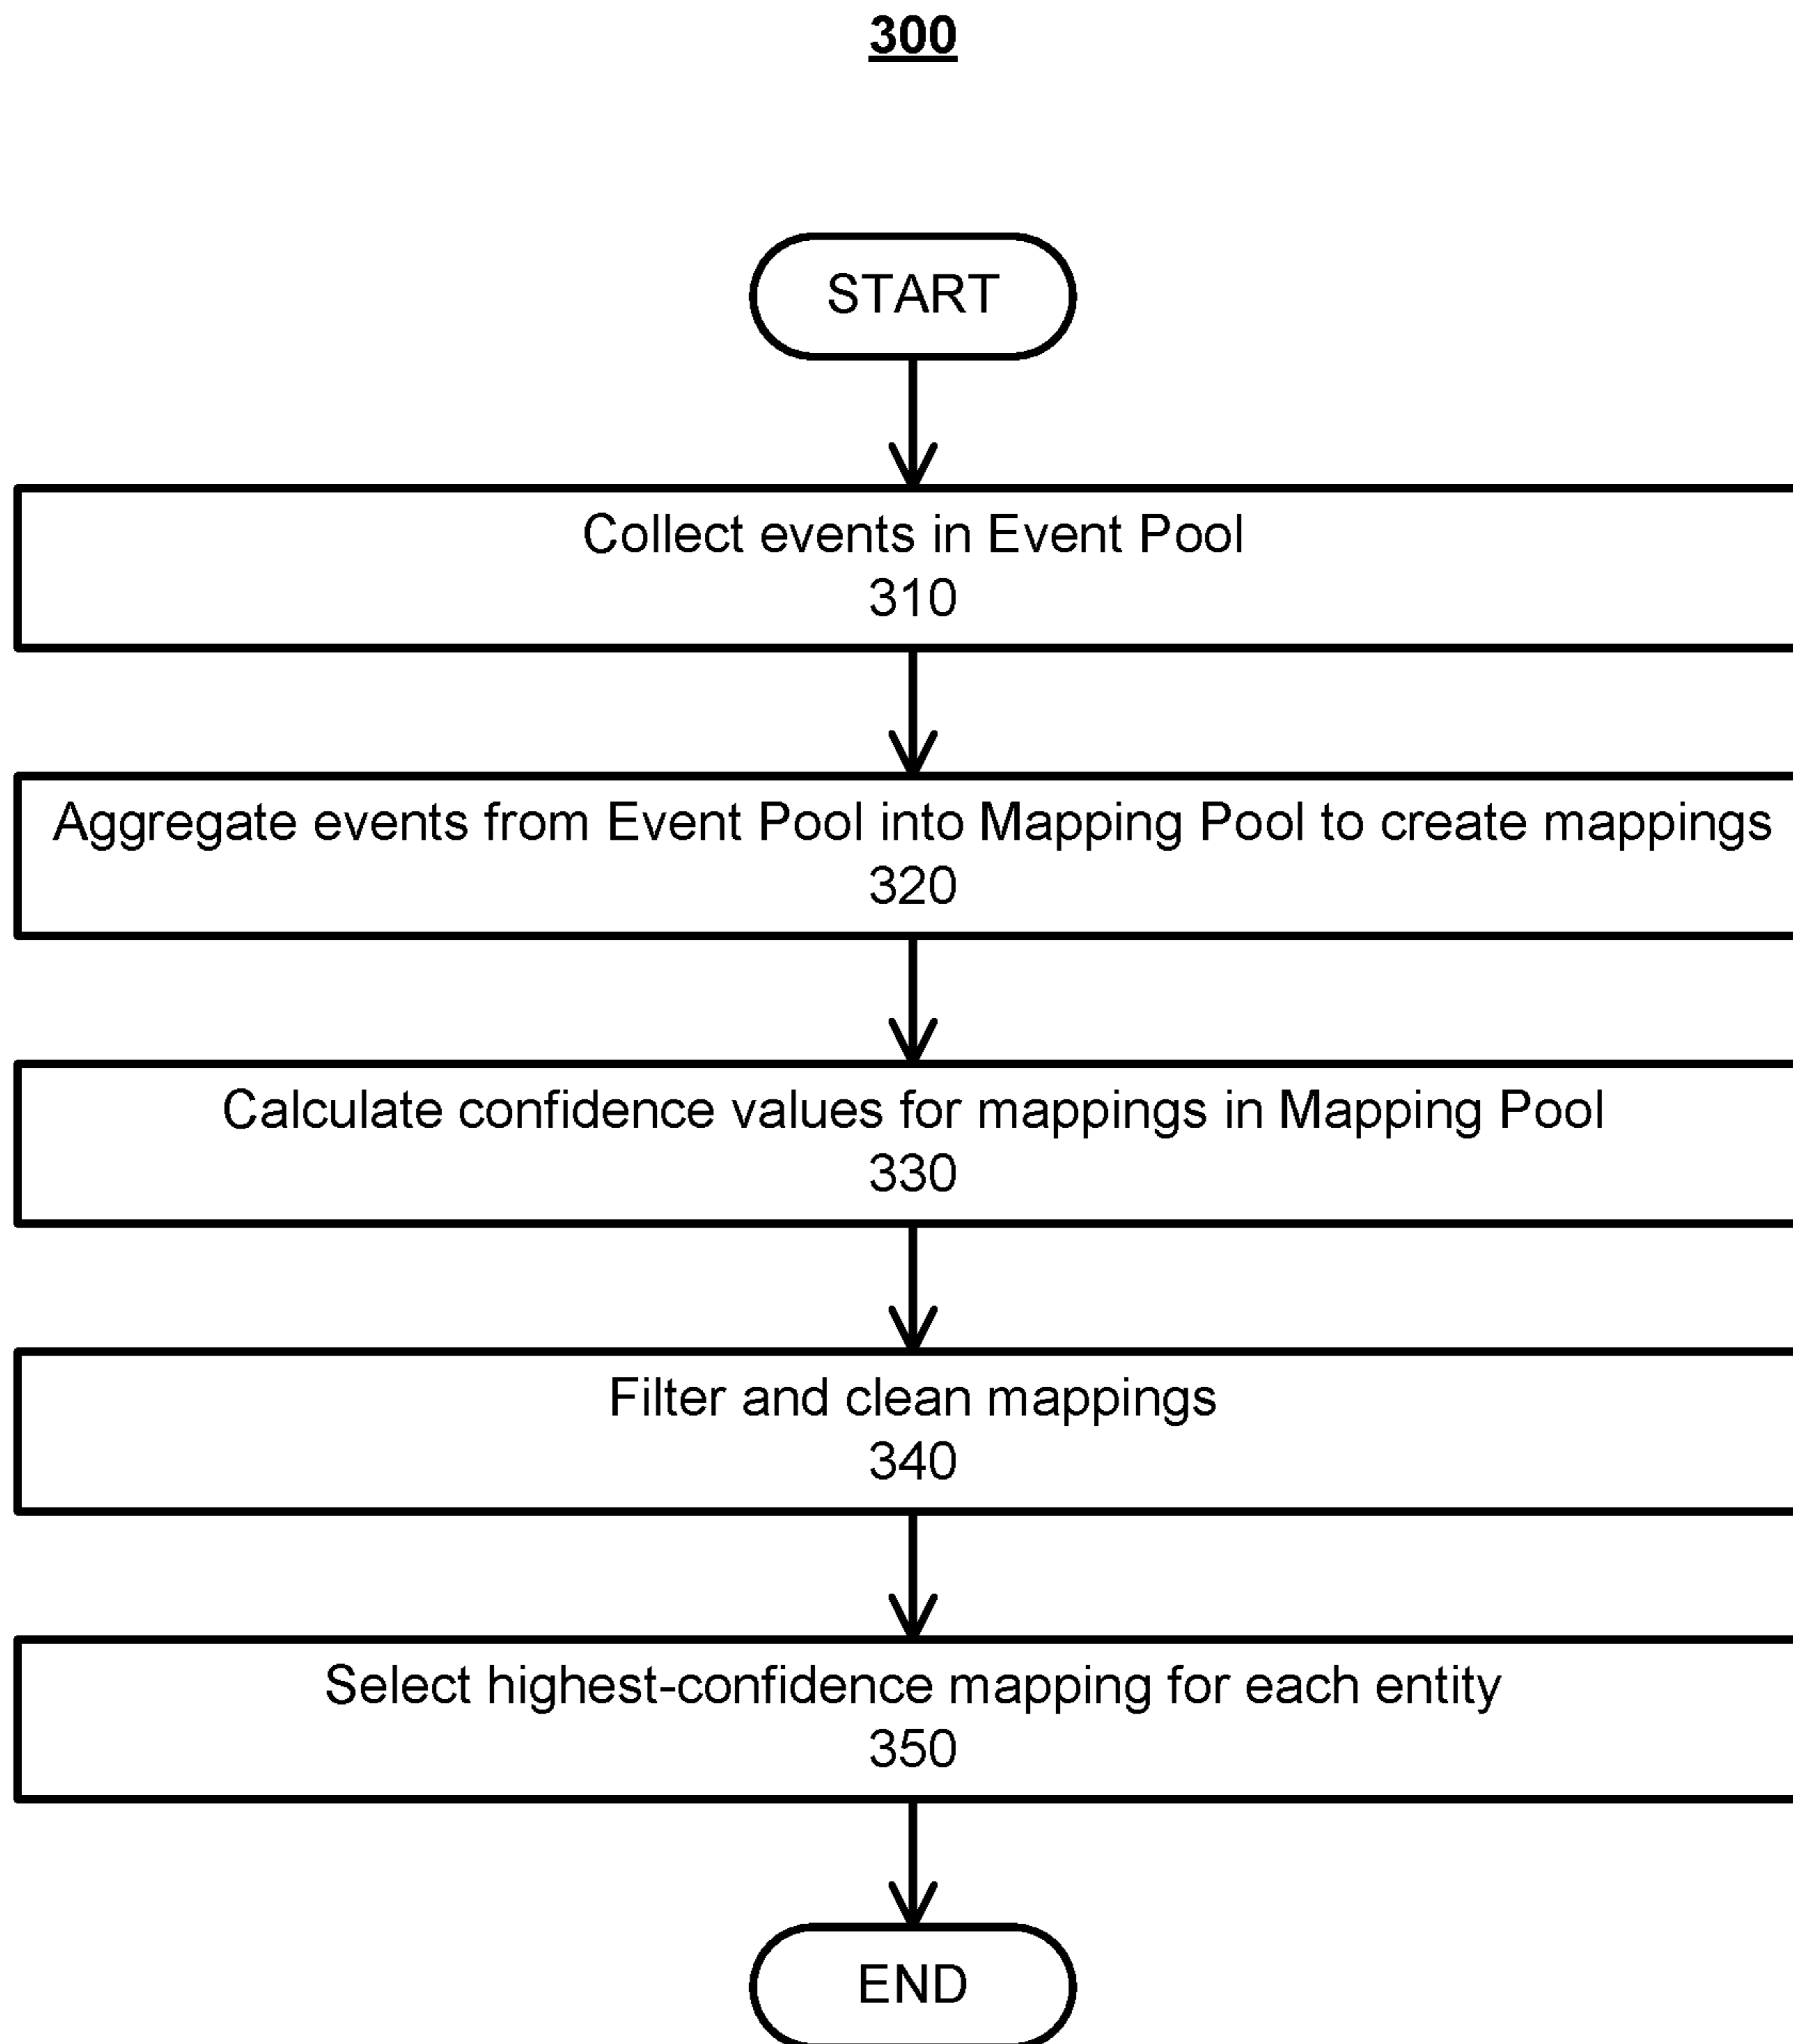 300
START
Collect events in Event Pool
310
Aggregate events from Event Pool into Mapping Pool to create mappings
320
Calculate confidence values for mappings in Mapping Pool
330
Filter and clean mappings
340
Select highest-confidence mapping for each entity
350
END